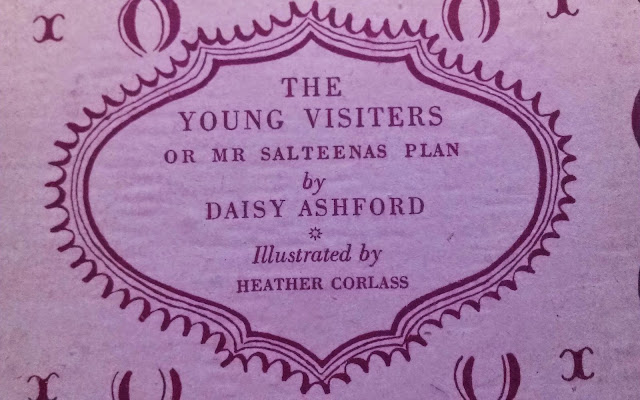 THE
YOUNG VISITERS
OR MR SALTEENAS PLAN
by
DAISY ASHFORD
Illustrated by
HEATHER CORLASS